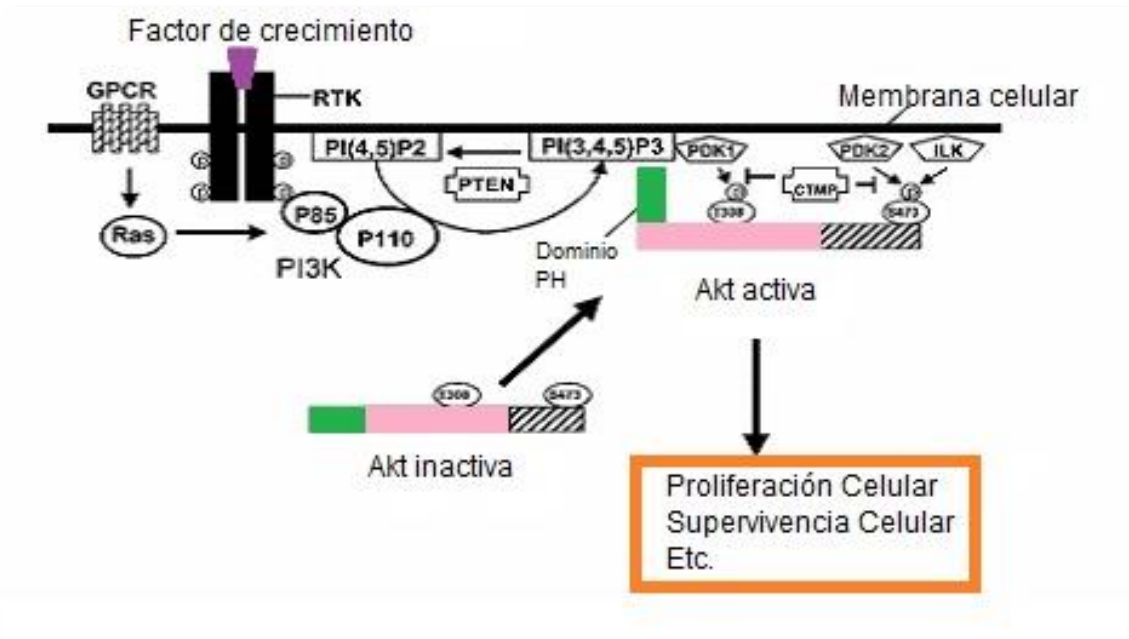 Factor de crecimiento
GPCR
RTK
Membrana celular
PI(4,5)P2
PI(3,4,5)P3
PDK1
PDK2
ILK
p
p
p
p
PTEN
CTMP
p
p
T308
S473
P85
Ras
P110
PI3K
Dominio
PH
Akt activa
T308
S473
Akt inactiva
Proliferación Celular
Supervivencia Celular
Etc.